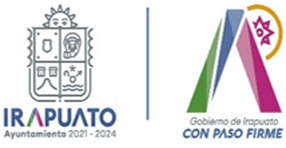 IRAPUATO
Ayuntamiento 2021 - 2024
Gobierno de Irapuato
CON PASO FIRME